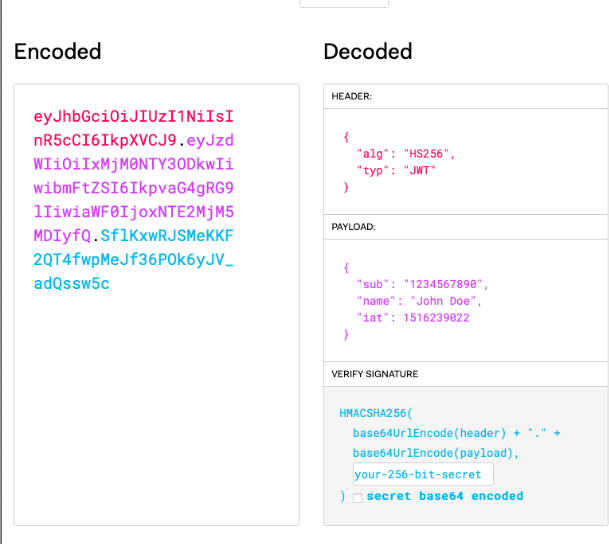 Encoded
Decoded
eyJhbGciOiJIUzI1NiIsI
nR5cCI6IkpXVCJ9.eyJzd
WIiOiIxMjM0NTY3ODkwIi
wibmFtZSI6IkpvaG4gRG9
lIiwiaWF0IjoxNTE2MjM5
MDIyfQ.SflKxwRJSMeKKF
2QT4fwpMeJf36POk6yJV_
adQssw5c
HEADER:
{
"alg": "HS256",
"typ": "JWT"
}
PAYLOAD:
{
"sub": "1234567890",
"name": "John Doe",
"iat": 1516239022
}
VERIFY SIGNATURE
HMACSHA256(
base64UrlEncode(header) + "." +
base64UrlEncode(payload),
your-256-bit-secret
) secret base64 encoded